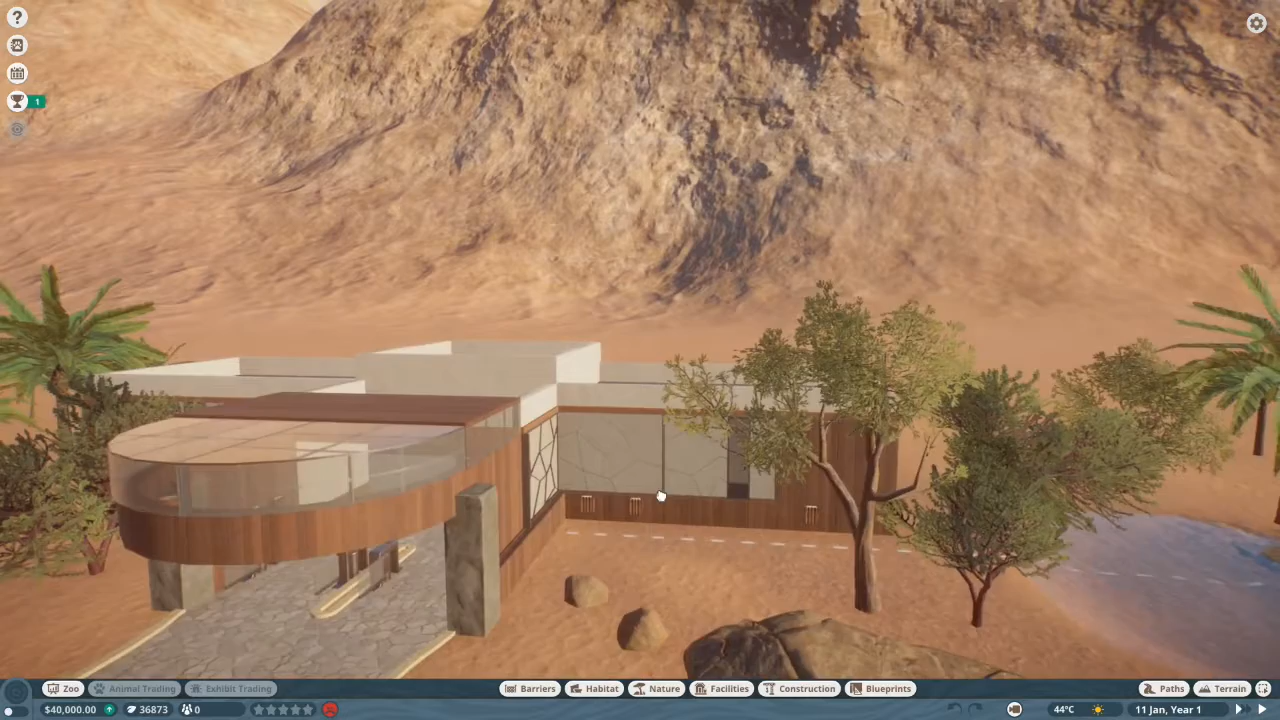 ?
1
Zoo
Animal Trading
Exhibit Trading
Barriers
Habitat
Nature
Facilities
Construction
Blueprints
Paths
Terrain
$40,000.00
36873
0
44°C
11 Jan, Year 1